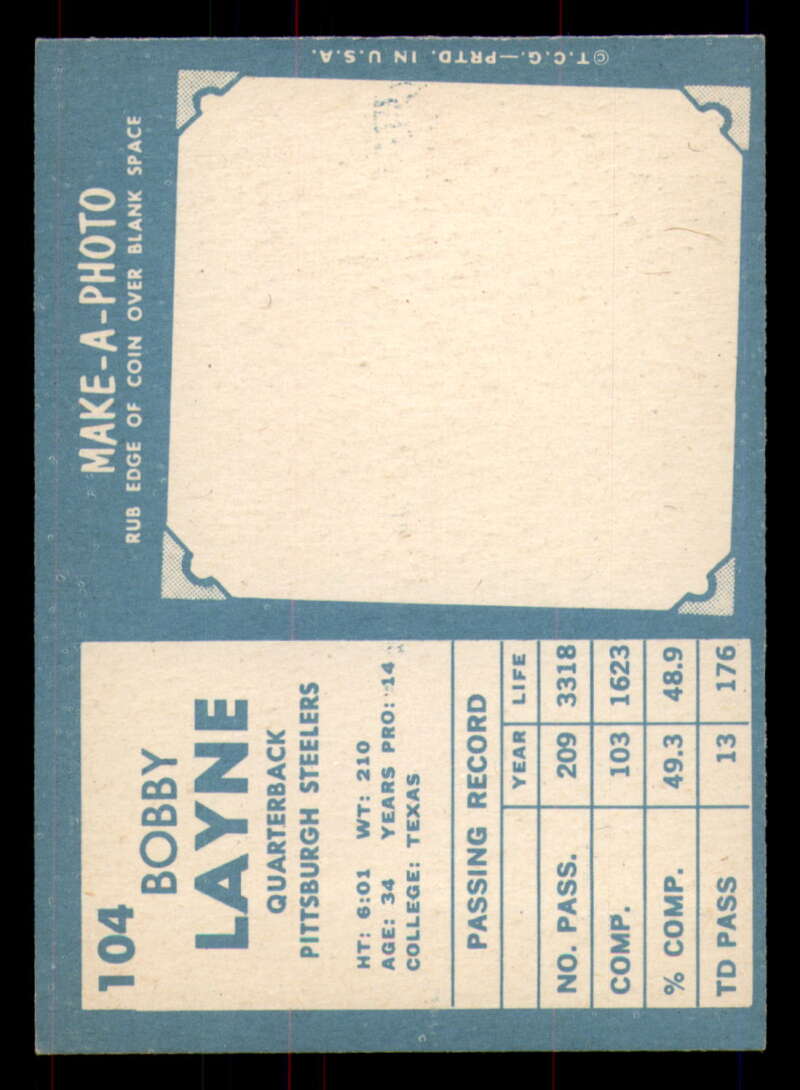 104
BOBBY
LAYNE
QUARTERBACK
PITTSBURGH STEELERS
HT: 6:01 WT: 210
AGE: 34 YEARS PRO: 14
COLLEGE: TEXAS
PASSING RECORD
YEAR LIFE
NO. PASS. 209 3318
COMP. 103 1623
% COMP. 49.3 48.9
TD PASS 13 176
MAKE-A-PHOTO
RUB EDGE OF COIN OVER BLANK SPACE
©T.C.G.—PRTD. IN U.S.A.